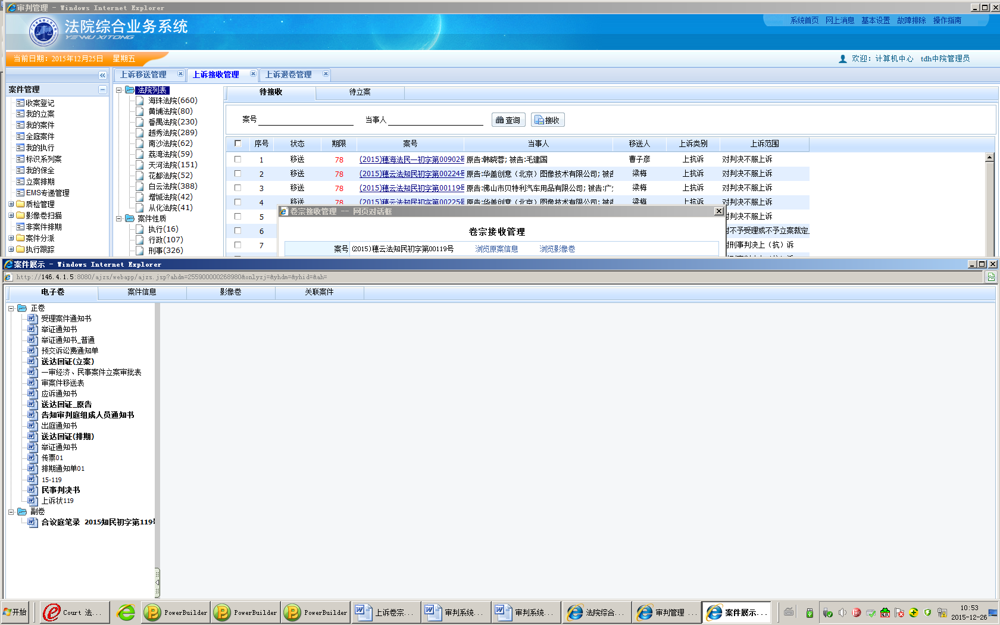 审判管理 - Windows Internet Explorer
法院综合业务系统
YEWU XITONG
系统首页 网上消息 基本设置 故障排除 操作指南
当前日期：2015年12月25日 星期五
欢迎：计算机中心 tdh中院管理员
上诉移送管理 上诉接收管理 上诉退卷管理
案件管理
收案登记
我的立案
我的案件
全庭案件
我的执行
标识系列案
我的保全
立案排期
EMS专递管理
质检管理
影像卷扫描
非案件排期
案件分派
执行跟踪
法院列表
海珠法院(660)
黄埔法院(80)
番禺法院(230)
越秀法院(289)
南沙法院(62)
荔湾法院(59)
天河法院(151)
花都法院(52)
白云法院(388)
增城法院(42)
从化法院(41)
案件性质
执行(16)
行政(107)
刑事(326)
待接收 待立案
案号 当事人 查询 接收
序号 状态 期限 案号 当事人 移送人 上诉类别 上诉范围
1 移送 78 (2015)穗海法民一初字第00902号 原告:韩晓蓉; 被告:毛建国 曹子彦 上抗诉 对判决不服上诉
2 移送 78 (2015)穗云法知民初字第00224号 原告:华盖创意（北京）图像技术有限公司; 被告 梁梅 上抗诉 对判决不服上诉
3 移送 78 (2015)穗云法知民初字第00119号 原告:佛山市贝特利汽车用品有限公司; 被告:广 梁梅 上抗诉 对判决不服上诉
4 移送 78 (2015)穗云法知民初字第00225号 原告:华盖创意（北京）图像技术有限公司; 被告 梁梅 上抗诉 对判决不服上诉
5 对判决不服上诉
6 对不予受理或不予立案裁定
7 对刑事判决上（抗）诉
卷宗接收管理 -- 网页对话框
卷宗接收管理
案号 (2015)穗云法知民初字第00119号 浏览原案信息 浏览影像卷
案件展示 - Windows Internet Explorer
http://146.4.1.5:8080/ajzs/webapp/ajzs.jsp?ahdm=255900000268980&onlyzj=&yhdm=&yhid=&ah=
电子卷 案件信息 影像卷 关联案件
正卷
受理案件通知书
举证通知书
举证通知书_普通
预交诉讼费通知单
送达回证(立案)
一审经济、民事案件立案审批表
审案件移送表
应诉通知书
送达回证_原告
告知审判庭组成人员通知书
出庭通知书
送达回证(排期)
举证通知书
传票01
排期通知单01
15-119
民事判决书
上诉状119
副卷
合议庭笔录 2015知民初字第119号
开始 Court 法... PowerBuilder PowerBuilder PowerBuilder 上诉卷宗... 审判系统... 审判系统... 法院综合... 审判管理 ... 案件展示... 10:53
2015-12-26